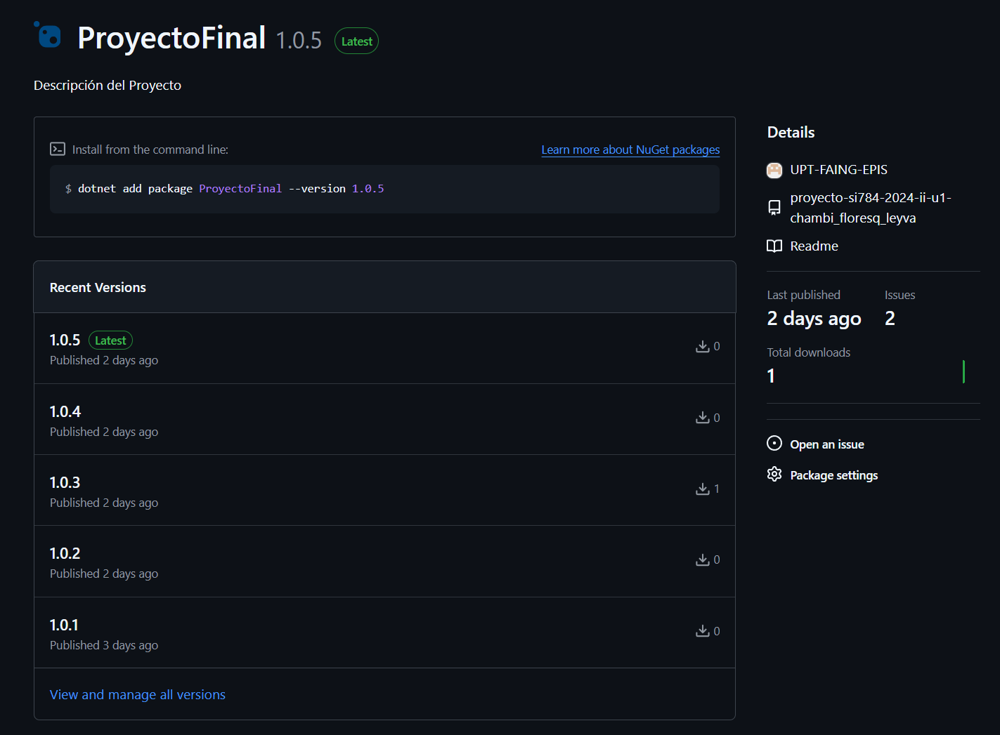 ProyectoFinal 1.0.5 Latest
Descripción del Proyecto
Install from the command line:
Learn more about NuGet packages
$ dotnet add package ProyectoFinal --version 1.0.5
Recent Versions
1.0.5 Latest
Published 2 days ago
0
1.0.4
Published 2 days ago
0
1.0.3
Published 2 days ago
1
1.0.2
Published 2 days ago
0
1.0.1
Published 3 days ago
0
View and manage all versions
Details
UPT-FAING-EPIS
proyecto-si784-2024-ii-u1-
chambi_floresq_leyva
Readme
Last published
2 days ago
Issues
2
Total downloads
1
Open an issue
Package settings